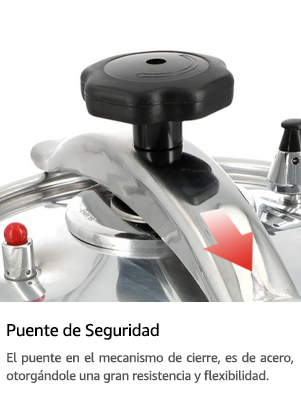 Puente de Seguridad
El puente en el mecanismo de cierre, es de acero,
otorgándole una gran resistencia y flexibilidad.